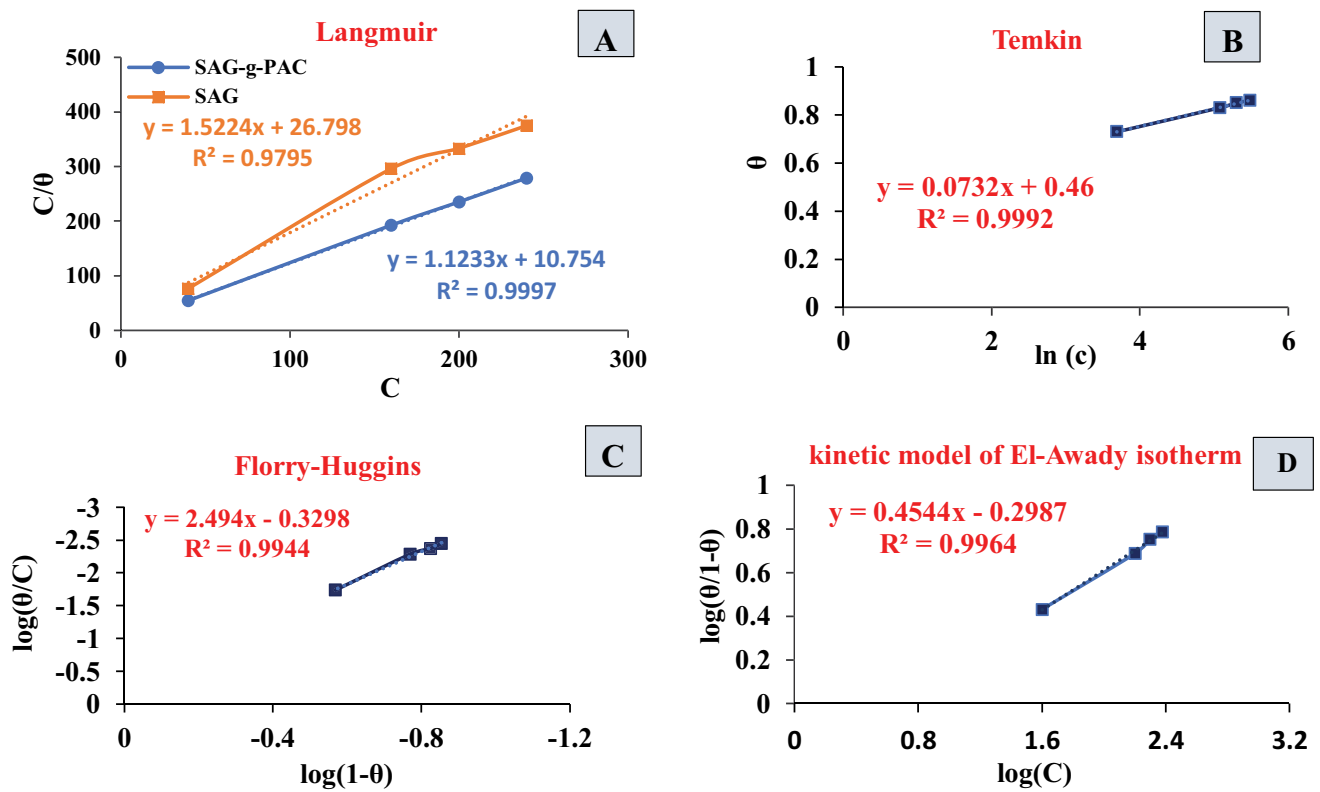 Langmuir
A
500
400
300
200
100
0
C/θ
SAG-g-PAC
SAG
y = 1.5224x + 26.798
R² = 0.9795
y = 1.1233x + 10.754
R² = 0.9997
0 100 200 300
C
Temkin
B
1
0.8
0.6
0.4
0.2
0
θ
y = 0.0732x + 0.46
R² = 0.9992
0 2 4 6
ln (c)
Florry-Huggins
C
-3
-2.5
-2
-1.5
-1
-0.5
0
log(θ/C)
y = 2.494x - 0.3298
R² = 0.9944
0 -0.4 -0.8 -1.2
log(1-θ)
kinetic model of El-Awady isotherm
D
1
0.8
0.6
0.4
0.2
0
log(θ/1-θ)
y = 0.4544x - 0.2987
R² = 0.9964
0 0.8 1.6 2.4 3.2
log(C)